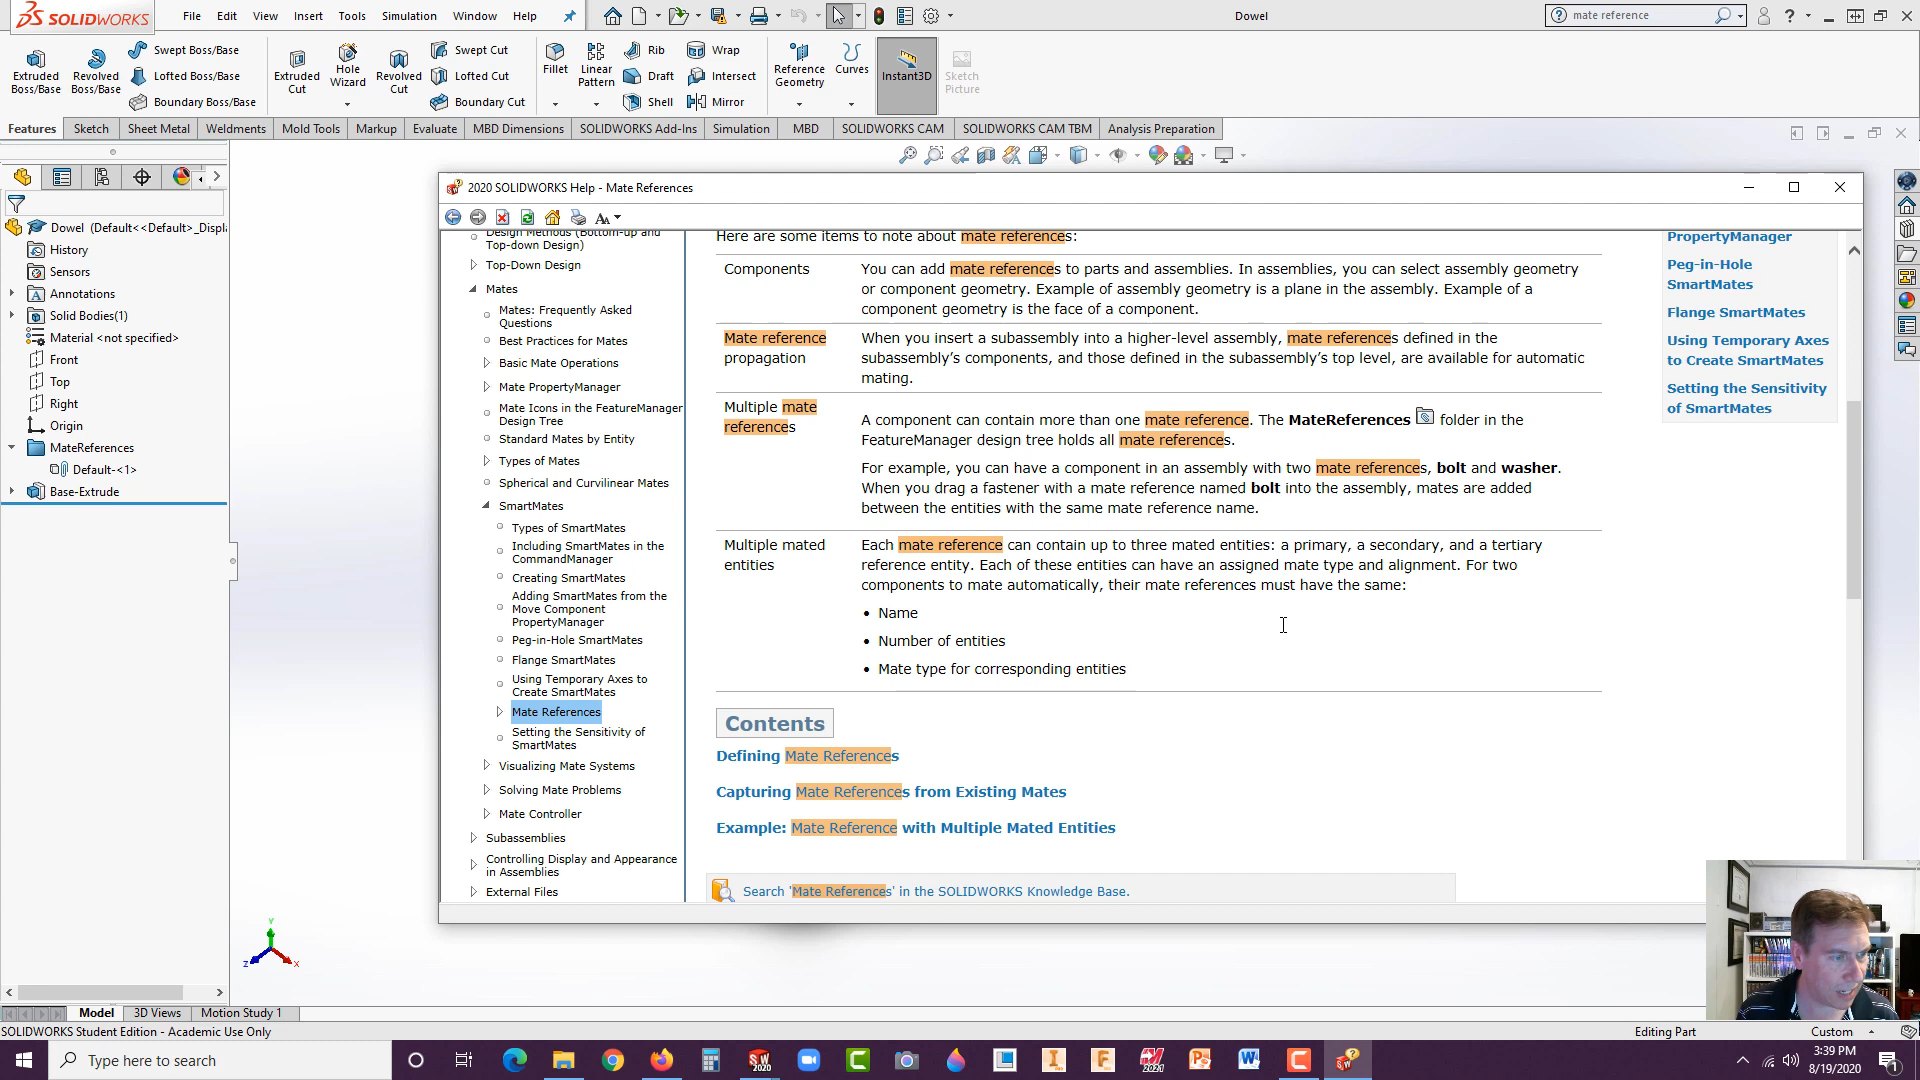 SOLIDWORKS File Edit View Insert Tools Simulation Window Help Dowel mate reference
Extruded Boss/Base
Revolved Boss/Base
Swept Boss/Base
Lofted Boss/Base
Boundary Boss/Base
Extruded Cut
Hole Wizard
Revolved Cut
Swept Cut
Lofted Cut
Boundary Cut
Fillet
Linear Pattern
Rib
Draft
Shell
Wrap
Intersect
Mirror
Reference Geometry
Curves
Instant3D
Sketch Picture
Features Sketch Sheet Metal Weldments Mold Tools Markup Evaluate MBD Dimensions SOLIDWORKS Add-Ins Simulation MBD SOLIDWORKS CAM SOLIDWORKS CAM TBM Analysis Preparation
Dowel (Default<<Default>_Displ
History
Sensors
Annotations
Solid Bodies(1)
Material <not specified>
Front
Top
Right
Origin
MateReferences
Default-<1>
Base-Extrude
2020 SOLIDWORKS Help - Mate References
Design Methods (Bottom-up and
Top-down Design)
Top-Down Design
Mates
Mates: Frequently Asked
Questions
Best Practices for Mates
Basic Mate Operations
Mate PropertyManager
Mate Icons in the FeatureManager
Design Tree
Standard Mates by Entity
Types of Mates
Spherical and Curvilinear Mates
SmartMates
Types of SmartMates
Including SmartMates in the
CommandManager
Creating SmartMates
Adding SmartMates from the
Move Component
PropertyManager
Peg-in-Hole SmartMates
Flange SmartMates
Using Temporary Axes to
Create SmartMates
Mate References
Setting the Sensitivity of
SmartMates
Visualizing Mate Systems
Solving Mate Problems
Mate Controller
Subassemblies
Controlling Display and Appearance
in Assemblies
External Files
Here are some items to note about mate references:
Components
You can add mate references to parts and assemblies. In assemblies, you can select assembly geometry
or component geometry. Example of assembly geometry is a plane in the assembly. Example of a
component geometry is the face of a component.
Mate reference
propagation
When you insert a subassembly into a higher-level assembly, mate references defined in the
subassembly's components, and those defined in the subassembly's top level, are available for automatic
mating.
Multiple mate
references
A component can contain more than one mate reference. The MateReferences folder in the
FeatureManager design tree holds all mate references.
For example, you can have a component in an assembly with two mate references, bolt and washer.
When you drag a fastener with a mate reference named bolt into the assembly, mates are added
between the entities with the same mate reference name.
Multiple mated
entities
Each mate reference can contain up to three mated entities: a primary, a secondary, and a tertiary
reference entity. Each of these entities can have an assigned mate type and alignment. For two
components to mate automatically, their mate references must have the same:
• Name
• Number of entities
• Mate type for corresponding entities
Contents
Defining Mate References
Capturing Mate References from Existing Mates
Example: Mate Reference with Multiple Mated Entities
Search 'Mate References' in the SOLIDWORKS Knowledge Base.
PropertyManager
Peg-in-Hole
SmartMates
Flange SmartMates
Using Temporary Axes
to Create SmartMates
Setting the Sensitivity
of SmartMates
Y
Z
X
Model 3D Views Motion Study 1
SOLIDWORKS Student Edition - Academic Use Only Editing Part Custom
Type here to search
3:39 PM
8/19/2020